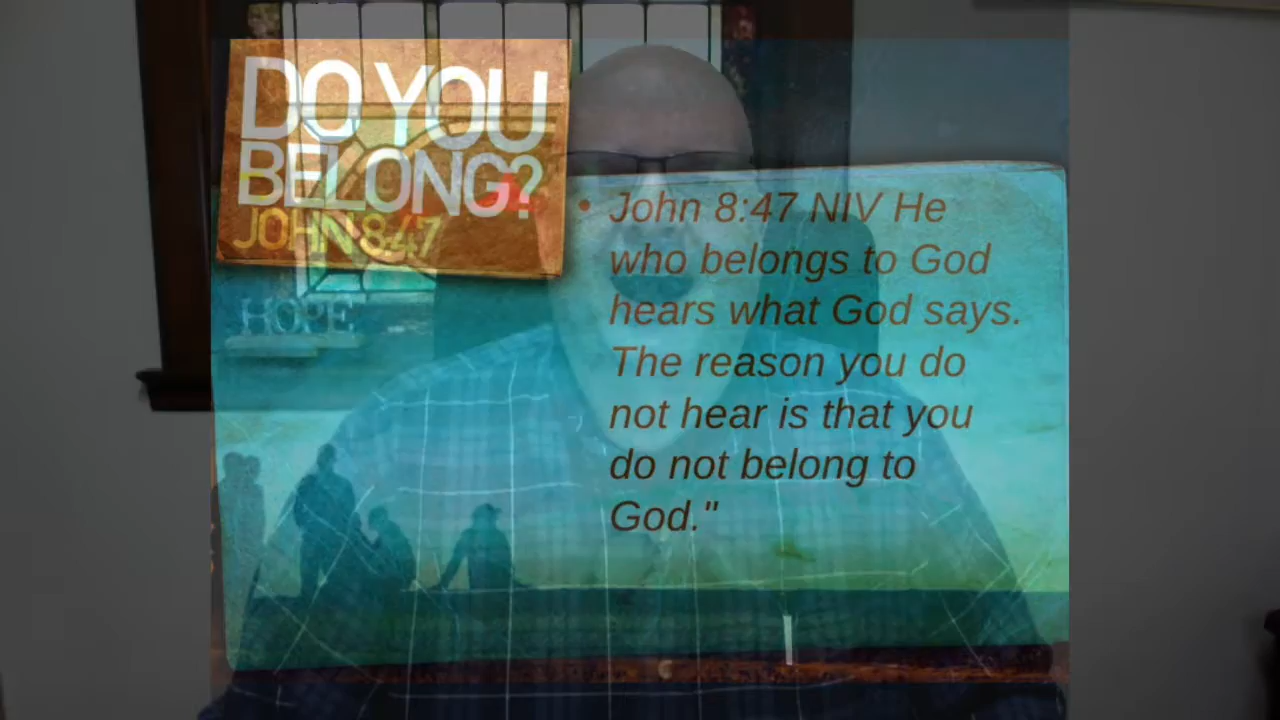 DO YOU
BELONG?
JOHN 8:47
HOPE
• John 8:47 NIV He
who belongs to God
hears what God says.
The reason you do
not hear is that you
do not belong to
God."